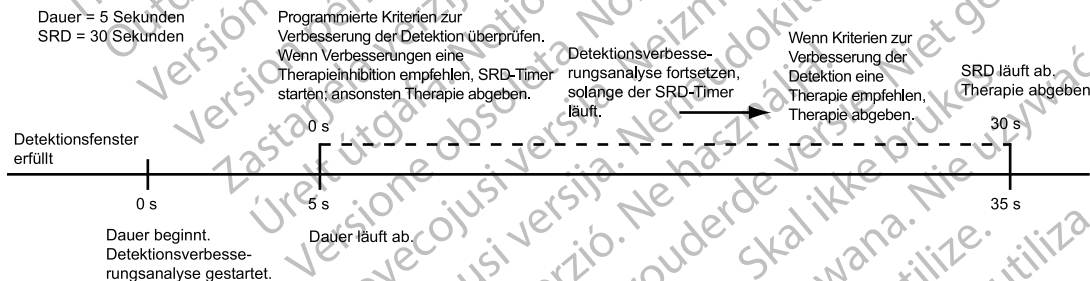 Dauer = 5 Sekunden
SRD = 30 Sekunden
Programmierte Kriterien zur
Verbesserung der Detektion überprüfen.
Wenn Verbesserungen eine
Therapieinhibition empfehlen, SRD-Timer
starten; ansonsten Therapie abgeben.
Detektionsverbesse-
rungsanalyse fortsetzen,
solange der SRD-Timer
läuft.
Wenn Kriterien zur
Verbesserung der
Detektion eine
Therapie empfehlen,
Therapie abgeben.
SRD läuft ab.
Therapie abgeben
0 s
30 s
Detektionsfenster
erfüllt
0 s
5 s
35 s
Dauer beginnt.
Detektionsverbesse-
rungsanalyse gestartet.
Dauer läuft ab.